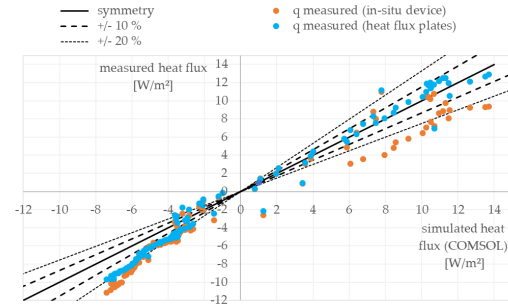 symmetry
+/- 10 %
+/- 20 %
q measured (in-situ device)
q measured (heat flux plates)
measured heat flux
[W/m²]
14
12
10
8
6
4
2
0
-2
-4
-6
-8
-10
-12
-12 -10 -8 -6 -4 -2 0 2 4 6 8 10 12 14
simulated heat
flux (COMSOL)
[W/m²]